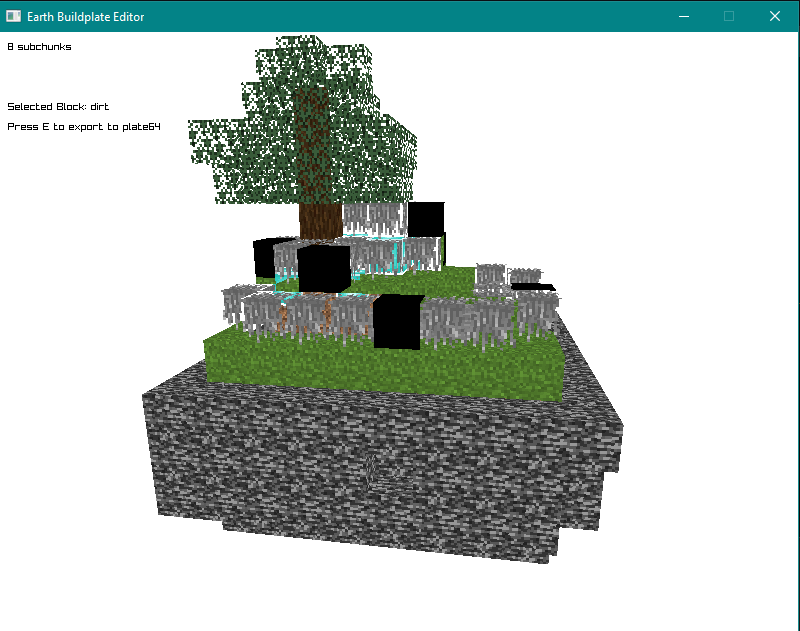 Earth Buildplate Editor
8 subchunks
Selected Block: dirt
Press E to export to plate64